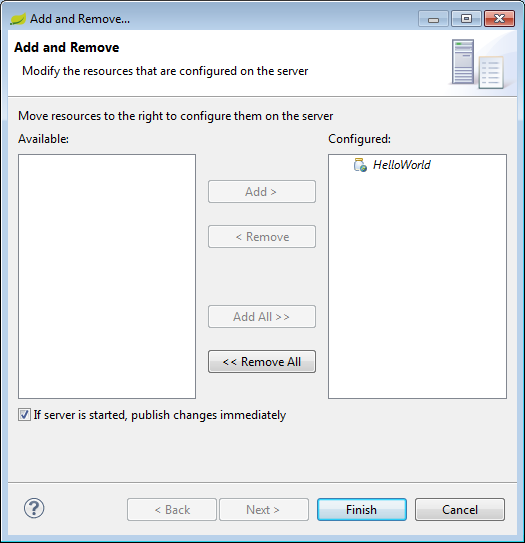 Add and Remove...
Add and Remove
Modify the resources that are configured on the server
Move resources to the right to configure them on the server
Available:
Configured:
HelloWorld
Add >
< Remove
Add All >>
<< Remove All
If server is started, publish changes immediately
?
< Back
Next >
Finish
Cancel